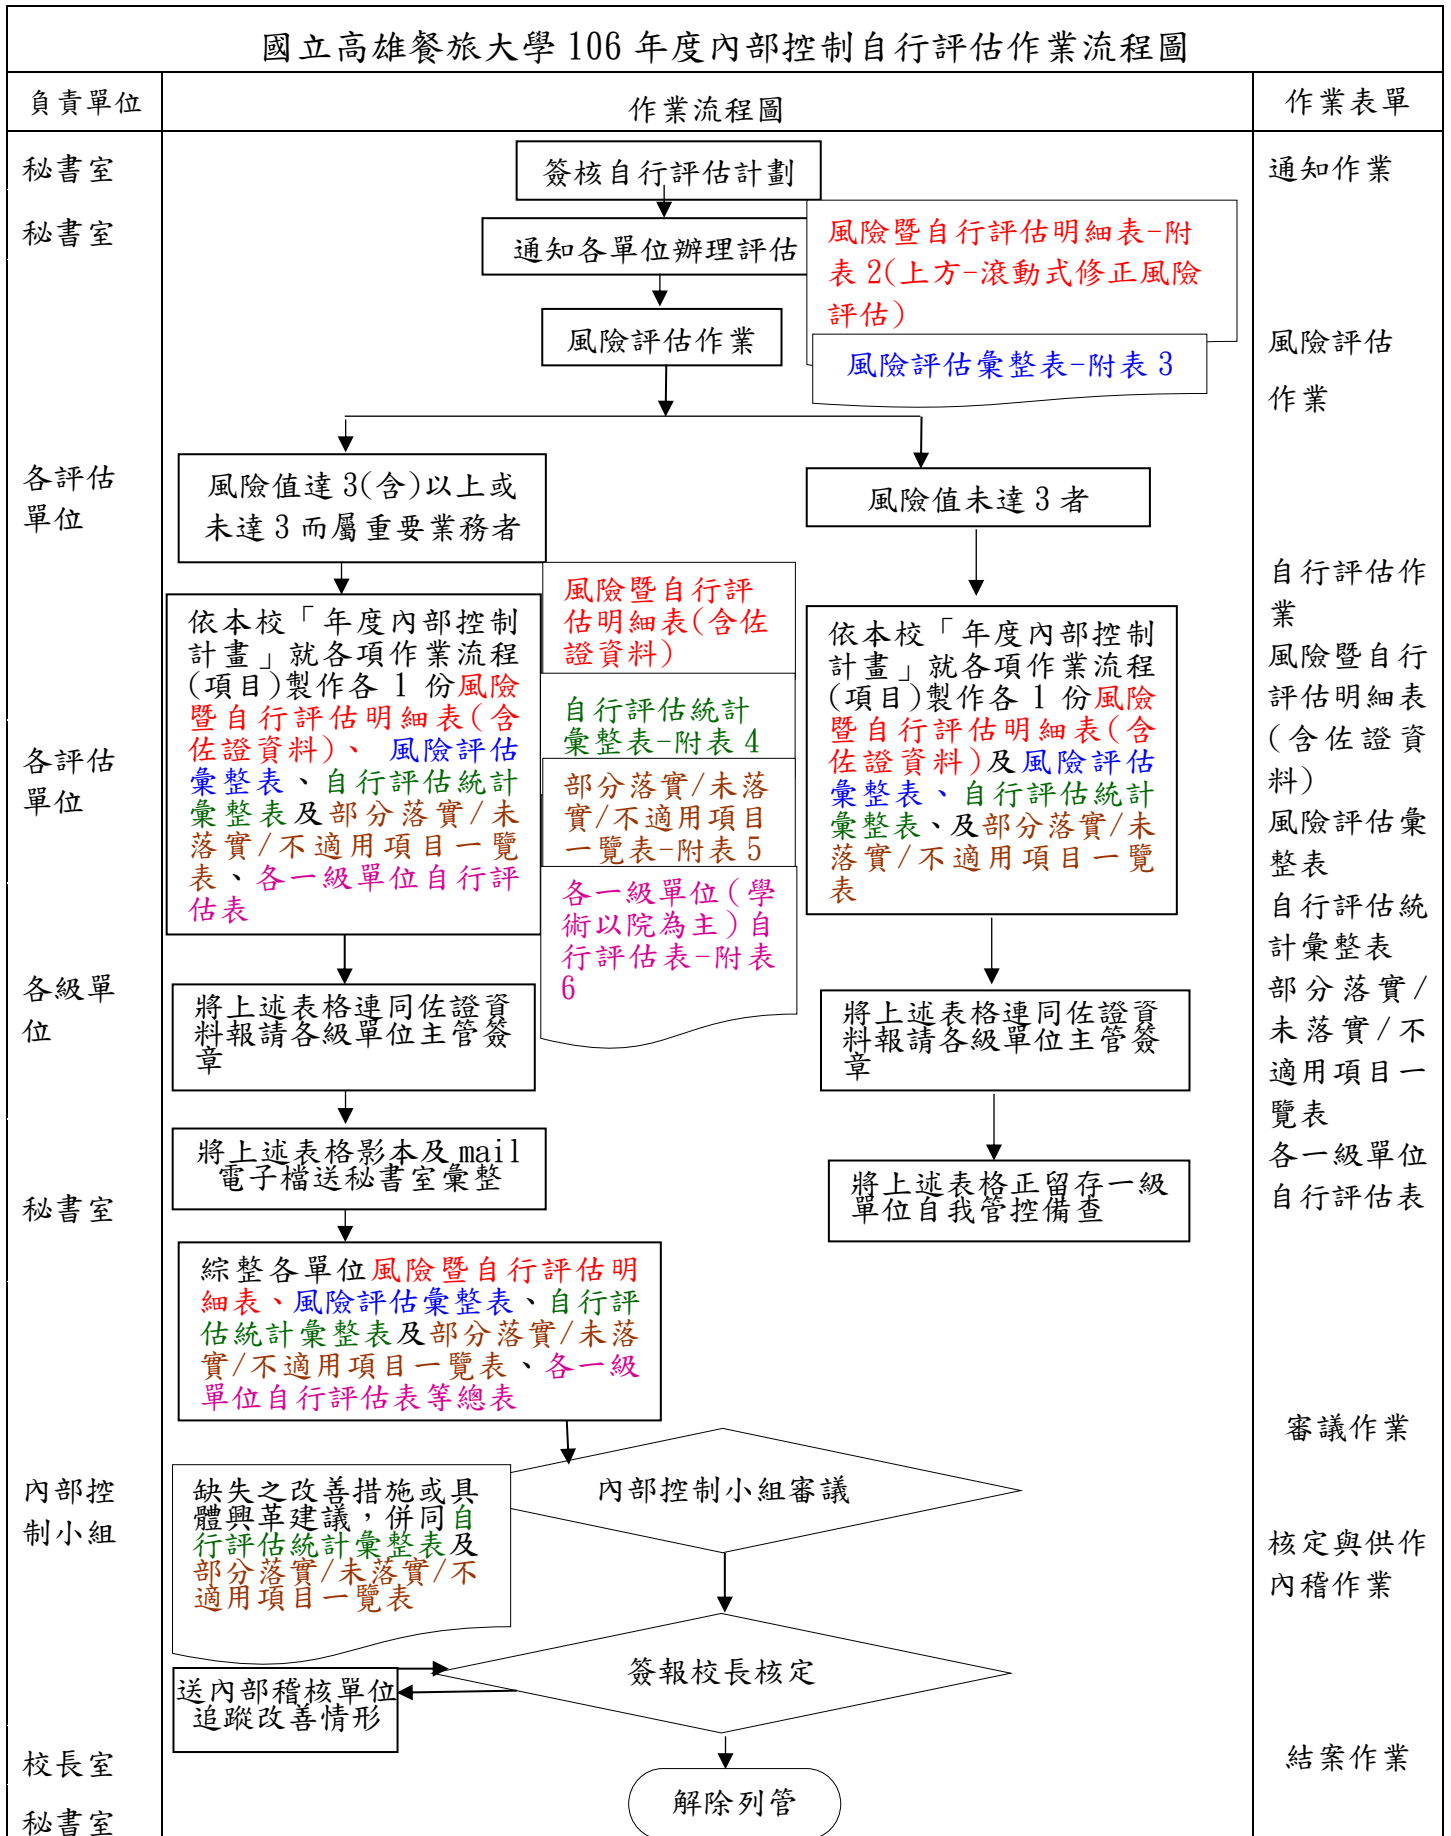 國立高雄餐旅大學 106 年度內部控制自行評估作業流程圖
負責單位
作業流程圖
作業表單
秘書室
簽核自行評估計劃
通知作業
秘書室
通知各單位辦理評估
風險暨自行評估明細表-附
表 2(上方-滾動式修正風險
評估)
風險評估作業
風險評估彙整表-附表 3
風險評估
作業
各評估
單位
風險值達 3(含)以上或
未達 3 而屬重要業務者
風險值未達 3 者
各評估
單位
依本校「年度內部控制
計畫」就各項作業流程
(項目)製作各 1 份風險
暨自行評估明細表(含
佐證資料)、 風險評估
彙整表、自行評估統計
彙整表及部分落實/未
落實/不適用項目一覽
表、各一級單位自行評
估表
風險暨自行評
估明細表(含佐
證資料)
自行評估統計
彙整表-附表 4
部分落實/未落
實/不適用項目
一覽表-附表 5
各一級單位(學
術以院為主)自
行評估表-附表
6
依本校「年度內部控制
計畫」就各項作業流程
(項目)製作各 1 份風險
暨自行評估明細表(含
佐證資料)及風險評估
彙整表、自行評估統計
彙整表、及部分落實/未
落實/不適用項目一覽
表
自行評估作
業
風險暨自行
評估明細表
(含佐證資
料)
風險評估彙
整表
自行評估統
計彙整表
部分落實/
未落實/不
適用項目一
覽表
各一級單位
自行評估表
各級單
位
將上述表格連同佐證資
料報請各級單位主管簽
章
將上述表格連同佐證資
料報請各級單位主管簽
章
將上述表格影本及 mail
電子檔送秘書室彙整
將上述表格正留存一級
單位自我管控備查
秘書室
綜整各單位風險暨自行評估明
細表、風險評估彙整表、自行評
估統計彙整表及部分落實/未落
實/不適用項目一覽表、各一級
單位自行評估表等總表
審議作業
內部控
制小組
缺失之改善措施或具
體興革建議，併同自
行評估統計彙整表及
部分落實/未落實/不
適用項目一覽表
內部控制小組審議
核定與供作
內稽作業
簽報校長核定
送內部稽核單位
追蹤改善情形
校長室
結案作業
解除列管
秘書室